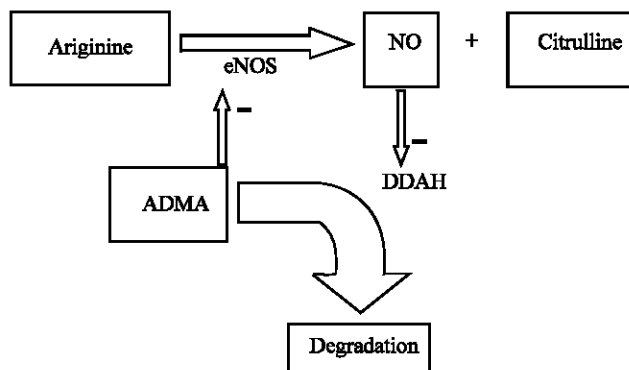 Ariginine
NO + Citrulline
eNOS
–
–
DDAH
ADMA
Degradation